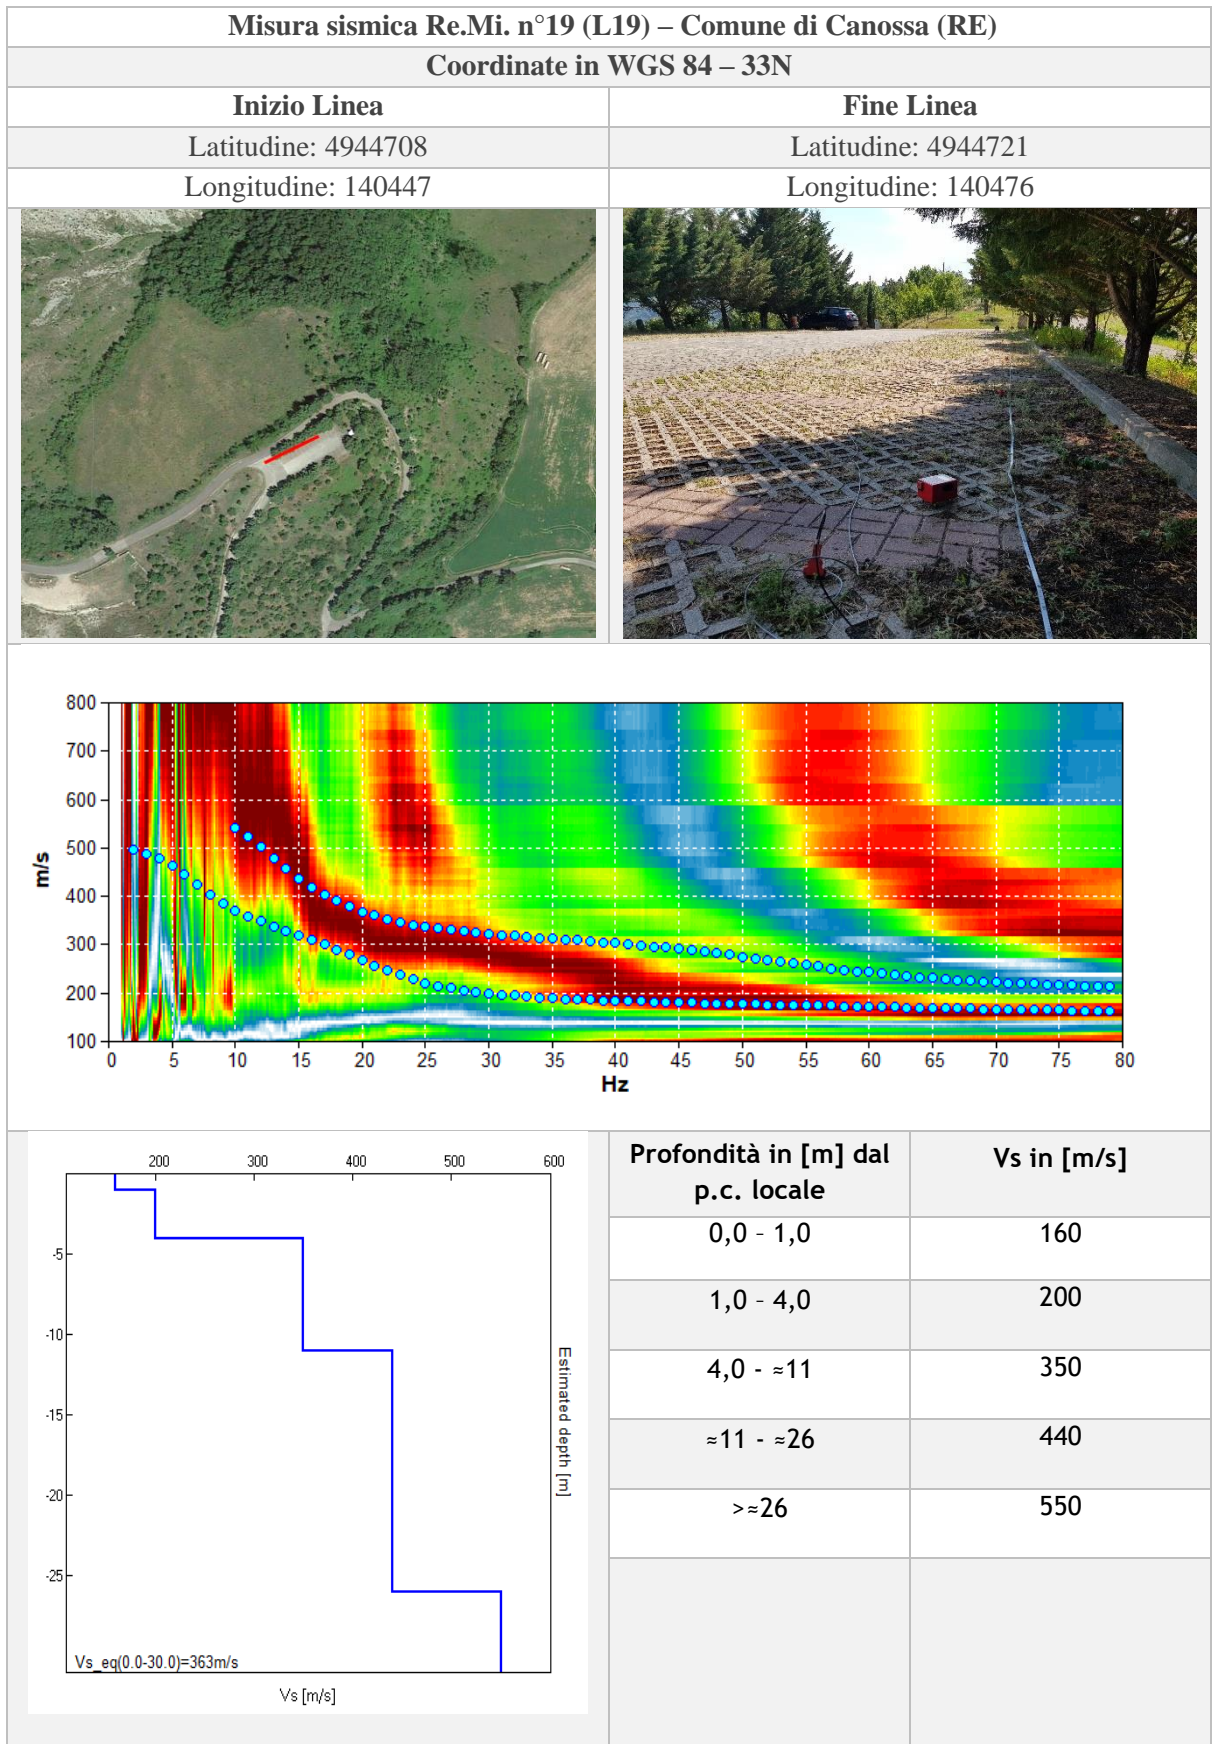 Misura sismica Re.Mi. n°19 (L19) – Comune di Canossa (RE)
Coordinate in WGS 84 – 33N
Inizio Linea
Fine Linea
Latitudine: 4944708
Latitudine: 4944721
Longitudine: 140447
Longitudine: 140476
800
700
600
500
400
300
200
100
m/s
0 5 10 15 20 25 30 35 40 45 50 55 60 65 70 75 80
Hz
200 300 400 500 600
-5
-10
-15
-20
-25
Estimated depth [m]
Vs_eq(0.0-30.0)=363m/s
Vs [m/s]
Profondità in [m] dal
p.c. locale
Vs in [m/s]
0,0 – 1,0
160
1,0 – 4,0
200
4,0 - ≈11
350
≈11 - ≈26
440
>≈26
550